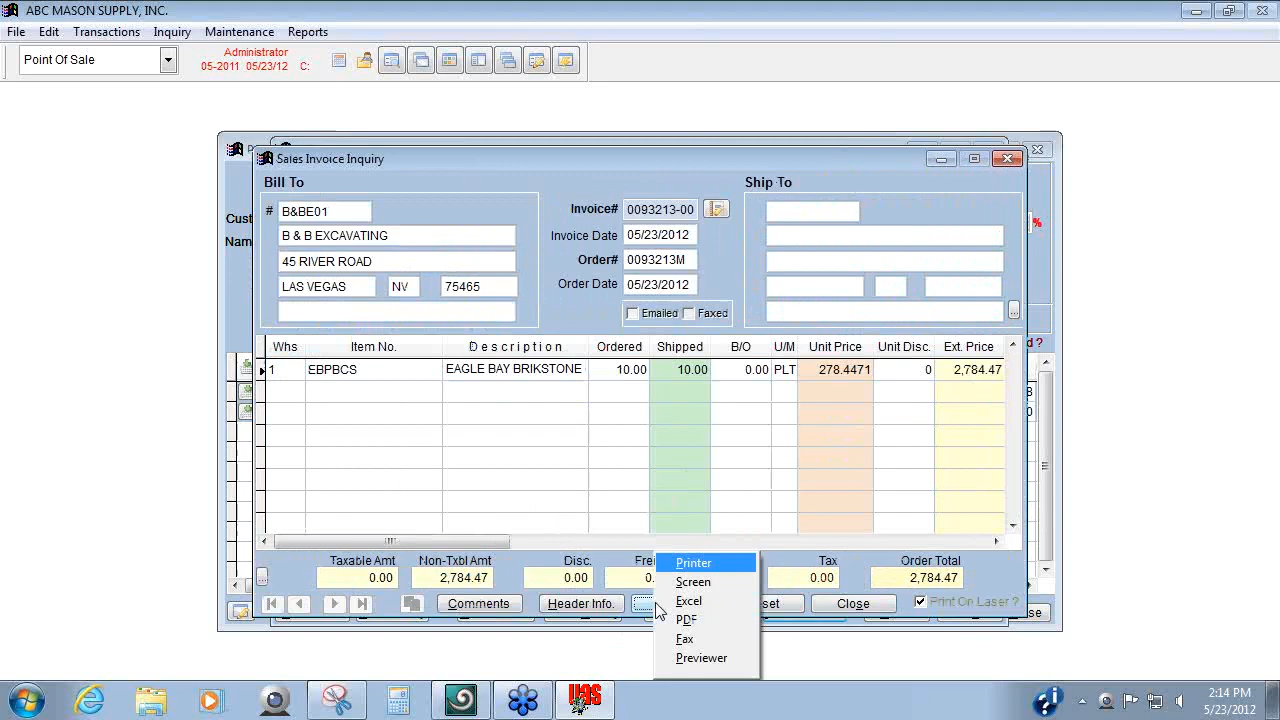 ABC MASON SUPPLY, INC.
File Edit Transactions Inquiry Maintenance Reports
Point Of Sale
Administrator
05-2011 05/23/12 C:
Sales Invoice Inquiry
Bill To
Ship To
# B&BE01
Invoice# 0093213-00
Cust
%
B & B EXCAVATING
Invoice Date 05/23/2012
Name
45 RIVER ROAD
Order# 0093213M
LAS VEGAS NV 75465
Order Date 05/23/2012
Emailed Faxed
Whs Item No. Description Ordered Shipped B/O U/M Unit Price Unit Disc. Ext. Price
1 EBPBCS EAGLE BAY BRIKSTONE 10.00 10.00 0.00 PLT 278.4471 0 2,784.47
Taxable Amt Non-Txbl Amt Disc. Tax Order Total
0.00 2,784.47 0.00 0.00 2,784.47
Comments Header Info. Close Print On Laser ?
Printer
Screen
Excel
PDF
Fax
Previewer
UGS
2:14 PM
5/23/2012